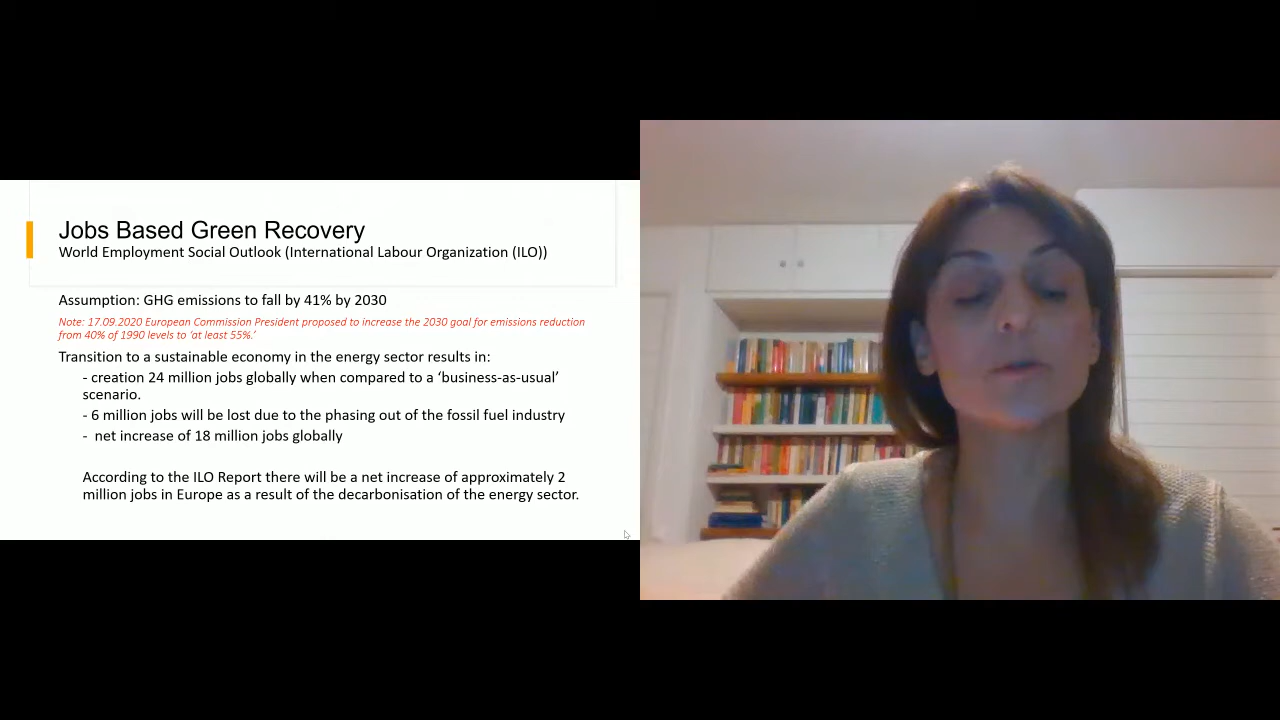 Jobs Based Green Recovery
World Employment Social Outlook (International Labour Organization (ILO))
Assumption: GHG emissions to fall by 41% by 2030
Note: 17.09.2020 European Commission President proposed to increase the 2030 goal for emissions reduction
from 40% of 1990 levels to ‘at least 55%.’
Transition to a sustainable economy in the energy sector results in:
- creation 24 million jobs globally when compared to a ‘business-as-usual’
scenario.
- 6 million jobs will be lost due to the phasing out of the fossil fuel industry
- net increase of 18 million jobs globally
According to the ILO Report there will be a net increase of approximately 2
million jobs in Europe as a result of the decarbonisation of the energy sector.